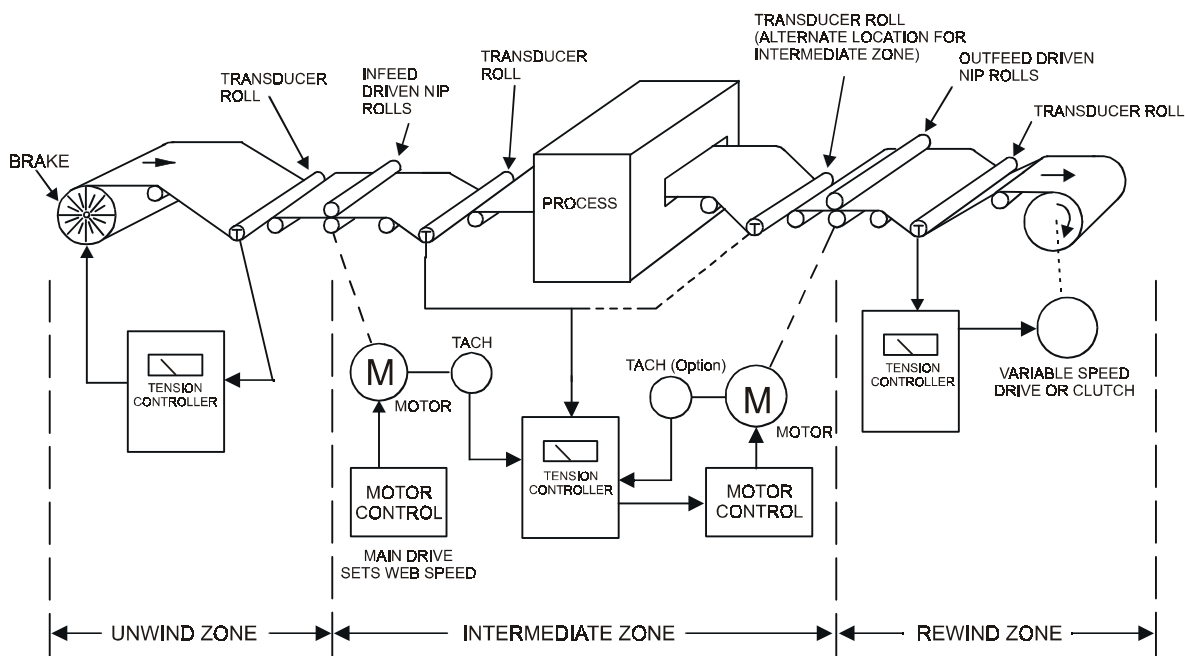 TRANSDUCER ROLL
(ALTERNATE LOCATION FOR
INTERMEDIATE ZONE)
OUTFEED DRIVEN
NIP ROLLS
TRANSDUCER
ROLL
INFEED
DRIVEN NIP
ROLLS
TRANSDUCER
ROLL
TRANSDUCER ROLL
BRAKE
PROCESS
T
T
T
T
TENSION
CONTROLLER
M
MOTOR
TACH
TACH (Option)
M
MOTOR
TENSION
CONTROLLER
VARIABLE SPEED
DRIVE OR CLUTCH
MOTOR
CONTROL
TENSION
CONTROLLER
MOTOR
CONTROL
MAIN DRIVE
SETS WEB SPEED
UNWIND ZONE
INTERMEDIATE ZONE
REWIND ZONE